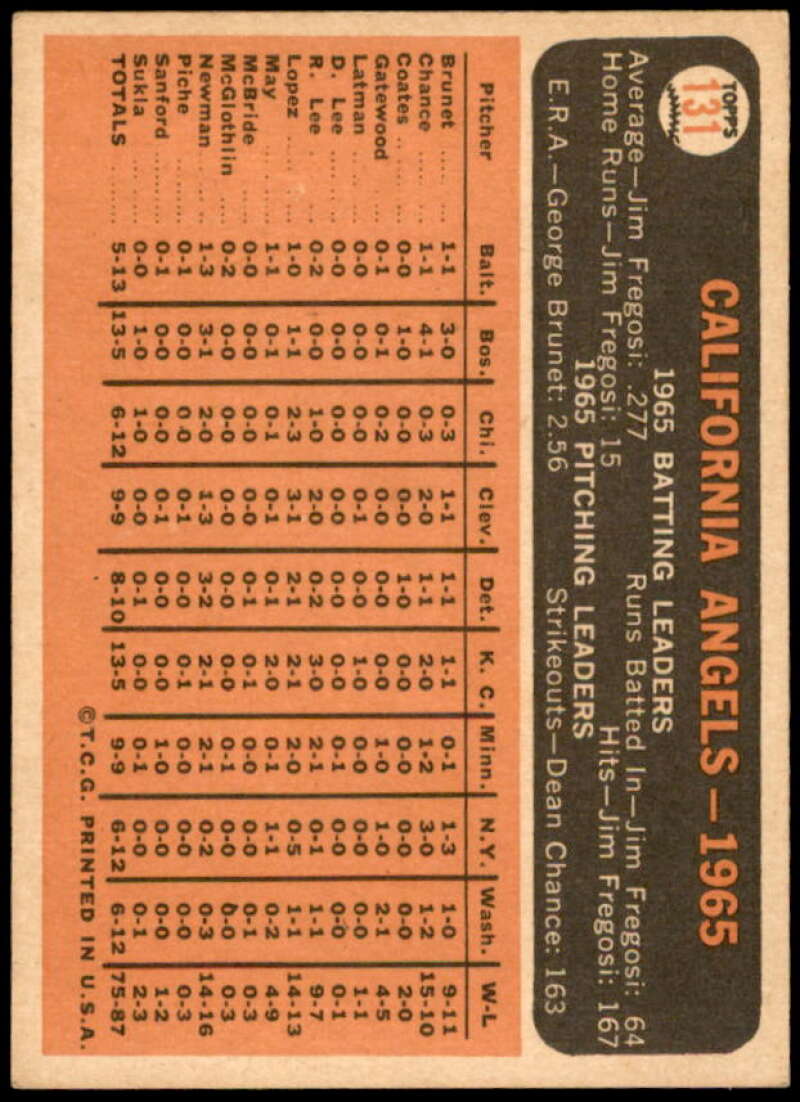 TOPPS
131
CALIFORNIA ANGELS—1965
1965 BATTING LEADERS
Average—Jim Fregosi: .277 Runs Batted In—Jim Fregosi: 64
Home Runs—Jim Fregosi: 15 Hits—Jim Fregosi: 167
1965 PITCHING LEADERS
E.R.A.—George Brunet: 2.56 Strikeouts—Dean Chance: 163
Pitcher Balt. Bos. Chi. Clev. Det. K. C. Minn. N.Y. Wash. W-L
Brunet ..... 1-1 3-0 0-3 1-1 1-1 1-1 0-1 1-3 1-0 9-11
Chance ..... 1-1 4-1 0-3 2-0 1-1 2-0 1-2 3-0 1-2 15-10
Coates ..... 0-0 1-0 0-0 0-0 1-0 0-0 0-0 0-0 0-0 2-0
Gatewood ... 0-1 0-1 0-2 0-0 0-0 0-0 1-0 1-0 2-1 4-5
Latman ..... 0-0 0-0 0-0 0-1 0-0 1-0 0-0 0-0 0-0 1-1
D. Lee ..... 0-0 0-0 0-0 0-0 0-0 0-0 0-1 0-0 0-0 0-1
R. Lee ..... 0-2 0-0 1-0 2-0 0-2 3-0 2-1 0-1 1-1 9-7
Lopez ..... 1-0 1-1 2-3 3-1 2-1 2-1 2-0 0-5 1-1 14-13
May ..... 1-1 0-1 0-1 0-1 0-1 2-0 0-1 1-1 0-2 4-9
McBride .... 0-0 0-0 0-0 0-0 0-1 0-1 0-0 0-0 0-1 0-3
McGlothlin .. 0-2 0-0 0-0 0-0 0-0 0-0 0-1 0-0 0-0 0-3
Newman ..... 1-3 3-1 2-0 1-3 3-2 2-1 2-1 0-2 0-3 14-16
Piche ..... 0-1 0-0 0-0 0-1 0-0 0-1 0-0 0-0 0-0 0-3
Sanford .... 0-1 0-0 0-0 0-1 0-0 0-0 1-0 0-0 0-0 1-2
Sukla ..... 0-0 1-0 1-0 0-0 0-1 0-0 0-1 0-0 0-1 2-3
TOTALS ..... 5-13 13-5 6-12 9-9 8-10 13-5 9-9 6-12 6-12 75-87
©T.C.G. PRINTED IN U.S.A.